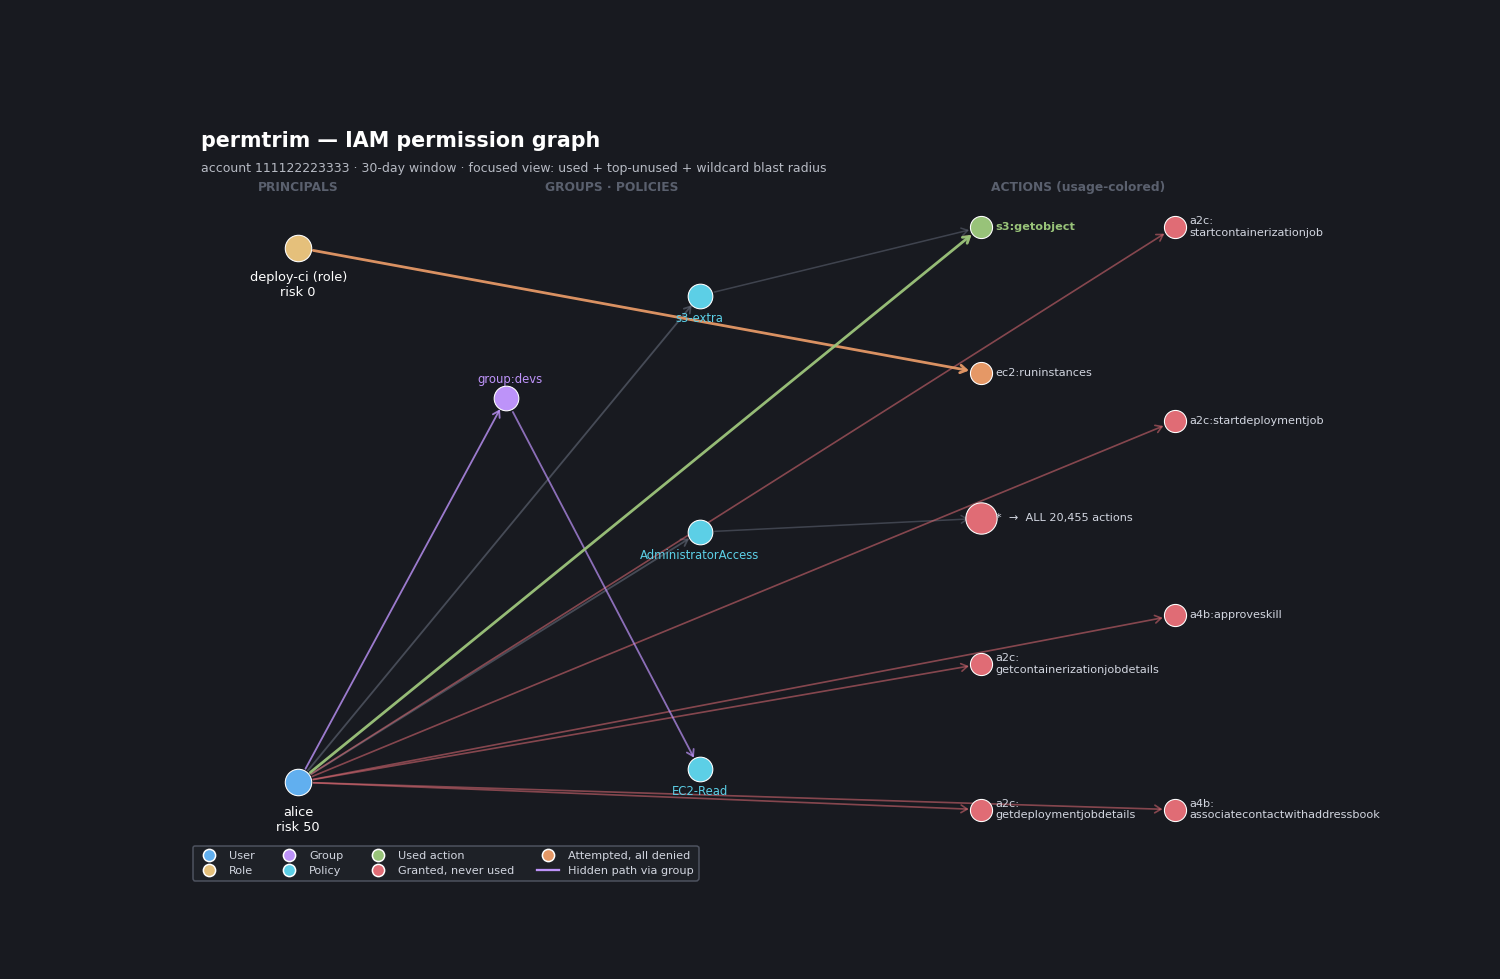 permtrim — IAM permission graph
account 111122223333 · 30-day window · focused view: used + top-unused + wildcard blast radius
PRINCIPALS
GROUPS · POLICIES
ACTIONS (usage-colored)
s3:getobject
a2c:
startcontainerizationjob
deploy-ci (role)
risk 0
s3-extra
ec2:runinstances
group:devs
a2c:startdeploymentjob
* → ALL 20,455 actions
AdministratorAccess
a4b:approveskill
a2c:
getcontainerizationjobdetails
EC2-Read
alice
risk 50
a2c:
getdeploymentjobdetails
a4b:
associatecontactwithaddressbook
User
Group
Used action
Attempted, all denied
Role
Policy
Granted, never used
Hidden path via group